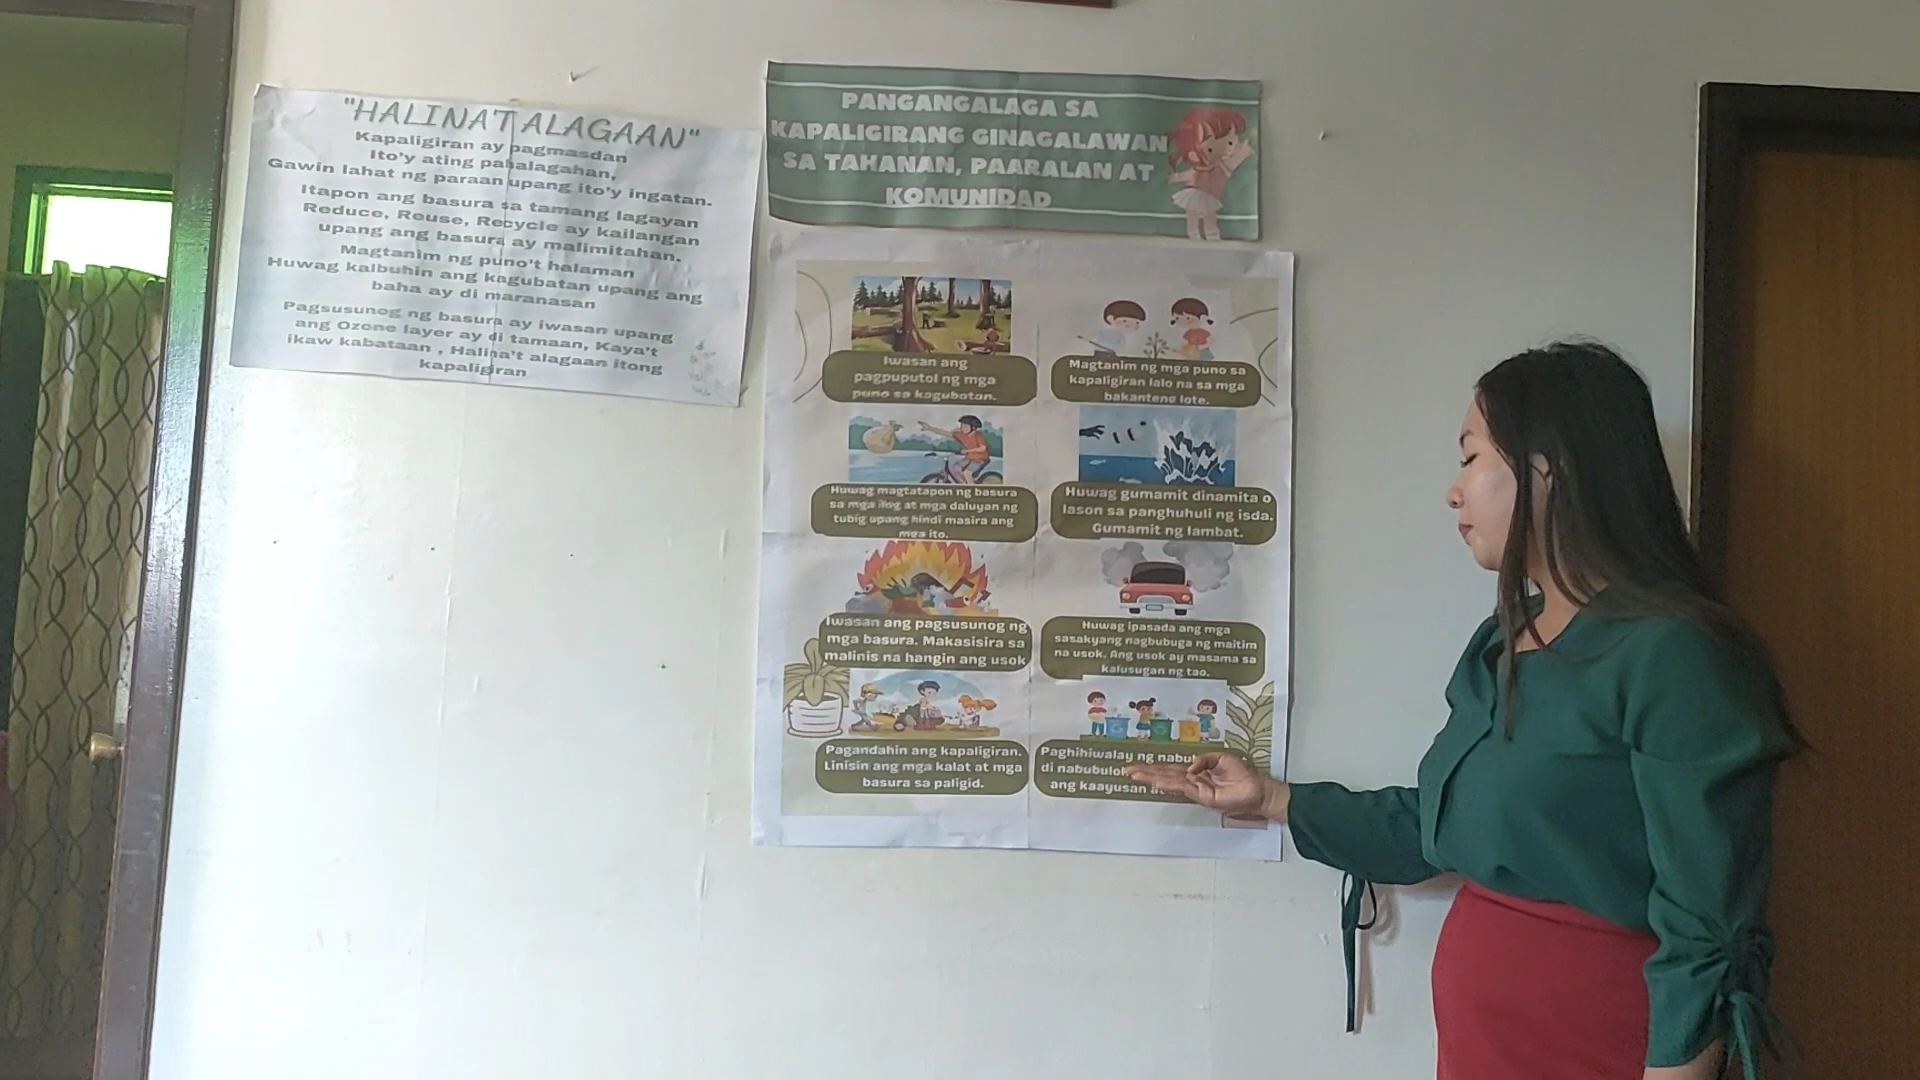 "HALINA'T ALAGAAN"
Kapaligiran ay pagmasdan
Ito'y ating pahalagahan,
Gawin lahat ng paraan upang ito'y ingatan.
Itapon ang basura sa tamang lagayan
Reduce, Reuse, Recycle ay kailangan
upang ang basura ay malimitahan.
Magtanim ng puno't halaman
Huwag kalbuhin ang kagubatan upang ang
baha ay di maranasan
Pagsusunog ng basura ay iwasan upang
ang Ozone layer ay di tamaan, Kaya't
ikaw kabataan , Halina't alagaan itong
kapaligiran
PANGANGALAGA SA
KAPALIGIRANG GINAGALAWAN
SA TAHANAN, PAARALAN AT
KOMUNIDAD
Iwasan ang
pagpuputol ng mga
puno sa kagubatan.
Magtanim ng mga puno sa
kapaligiran lalo na sa mga
bakanteng lote.
Huwag magtatapon ng basura
sa mga ilog at mga daluyan ng
tubig upang hindi masira ang
mga ito.
Huwag gumamit dinamita o
lason sa panghuhuli ng isda.
Gumamit ng lambat.
Iwasan ang pagsusunog ng
mga basura. Makasisira sa
malinis na hangin ang usok
Huwag ipasada ang mga
sasakyang nagbubuga ng maitim
na usok. Ang usok ay masama sa
kalusugan ng tao.
Pagandahin ang kapaligiran.
Linisin ang mga kalat at mga
basura sa paligid.
Paghihiwalay ng
di
ang kaayusan